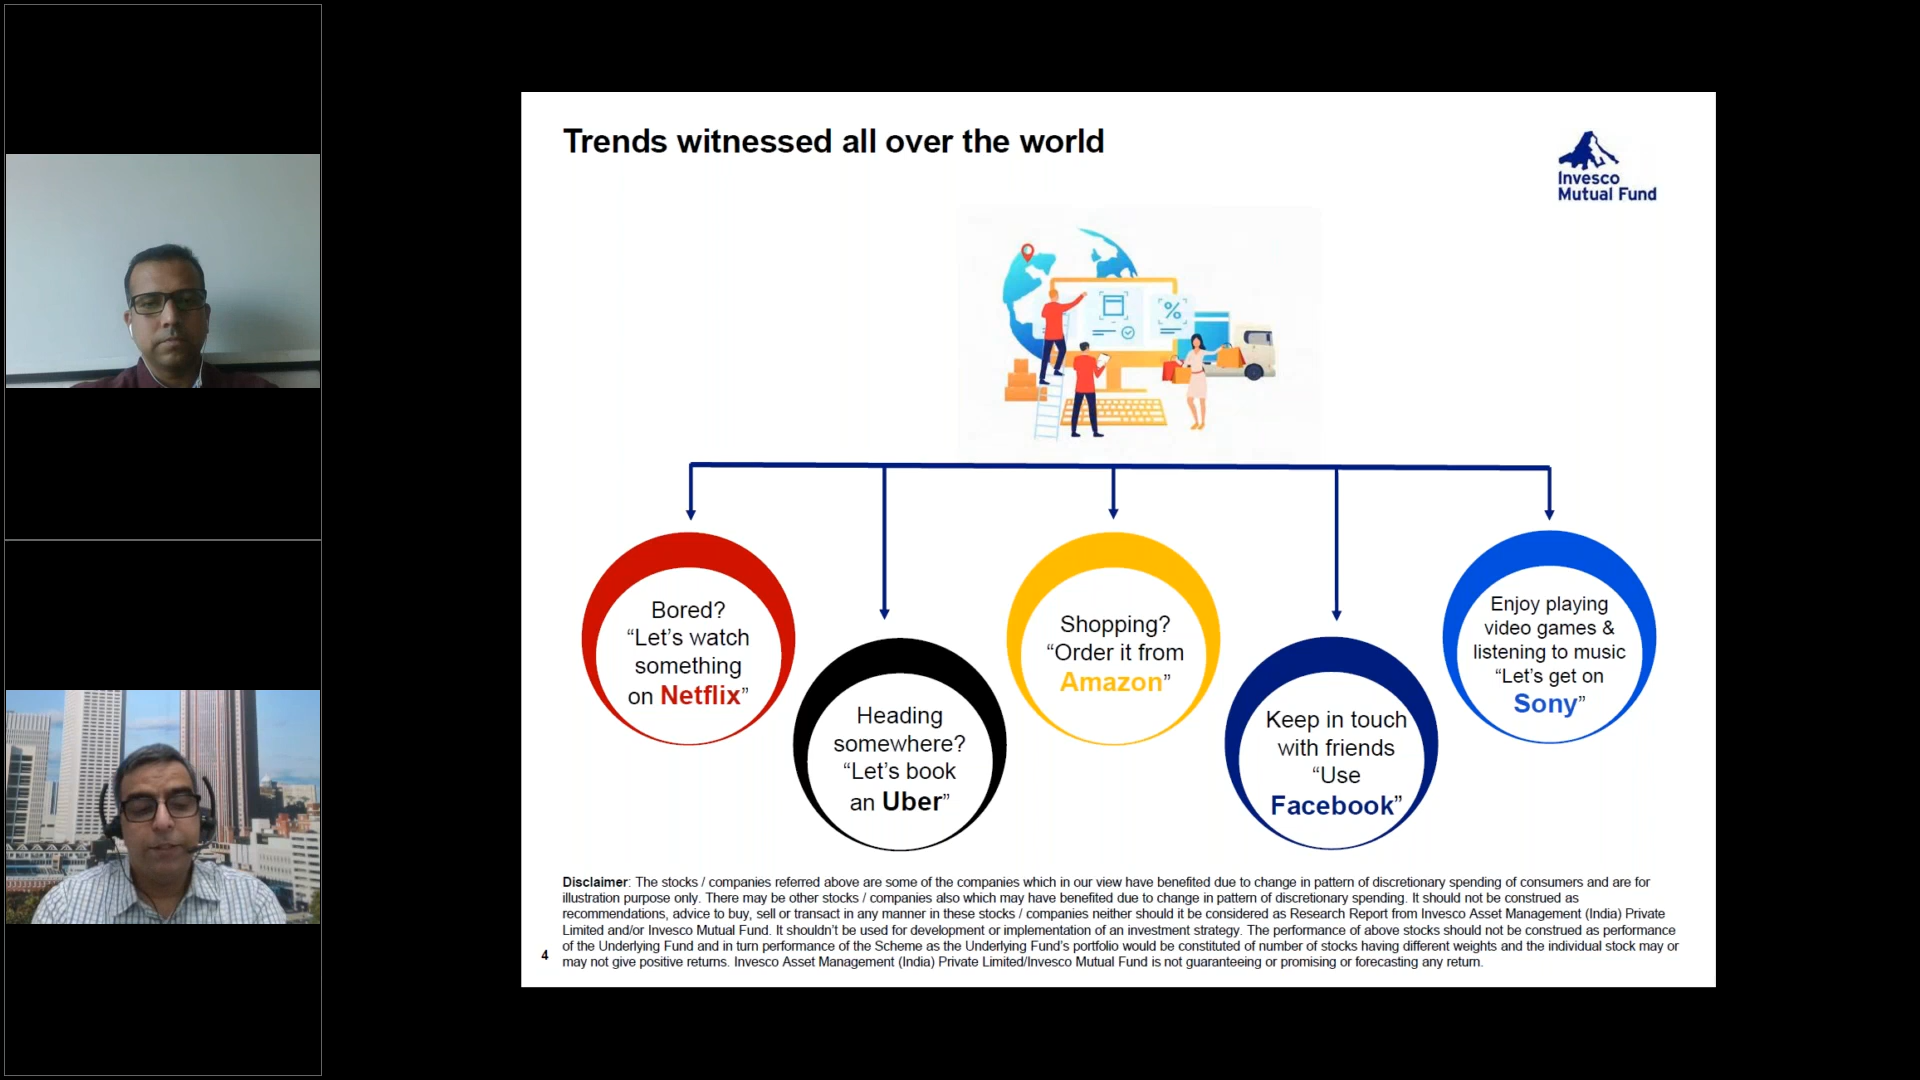 Trends witnessed all over the world
Invesco
Mutual Fund
%
Bored?
“Let’s watch
something
on Netflix”
Heading
somewhere?
“Let’s book
an Uber”
Shopping?
“Order it from
Amazon”
Keep in touch
with friends
“Use
Facebook”
Enjoy playing
video games &
listening to music
“Let’s get on
Sony”
Disclaimer: The stocks / companies referred above are some of the companies which in our view have benefited due to change in pattern of discretionary spending of consumers and are for
illustration purpose only. There may be other stocks / companies also which may have benefited due to change in pattern of discretionary spending. It should not be construed as
recommendations, advice to buy, sell or transact in any manner in these stocks / companies neither should it be considered as Research Report from Invesco Asset Management (India) Private
Limited and/or Invesco Mutual Fund. It shouldn’t be used for development or implementation of an investment strategy. The performance of above stocks should not be construed as performance
of the Underlying Fund and in turn performance of the Scheme as the Underlying Fund’s portfolio would be constituted of number of stocks having different weights and the individual stock may or
may not give positive returns. Invesco Asset Management (India) Private Limited/Invesco Mutual Fund is not guaranteeing or promising or forecasting any return.
4